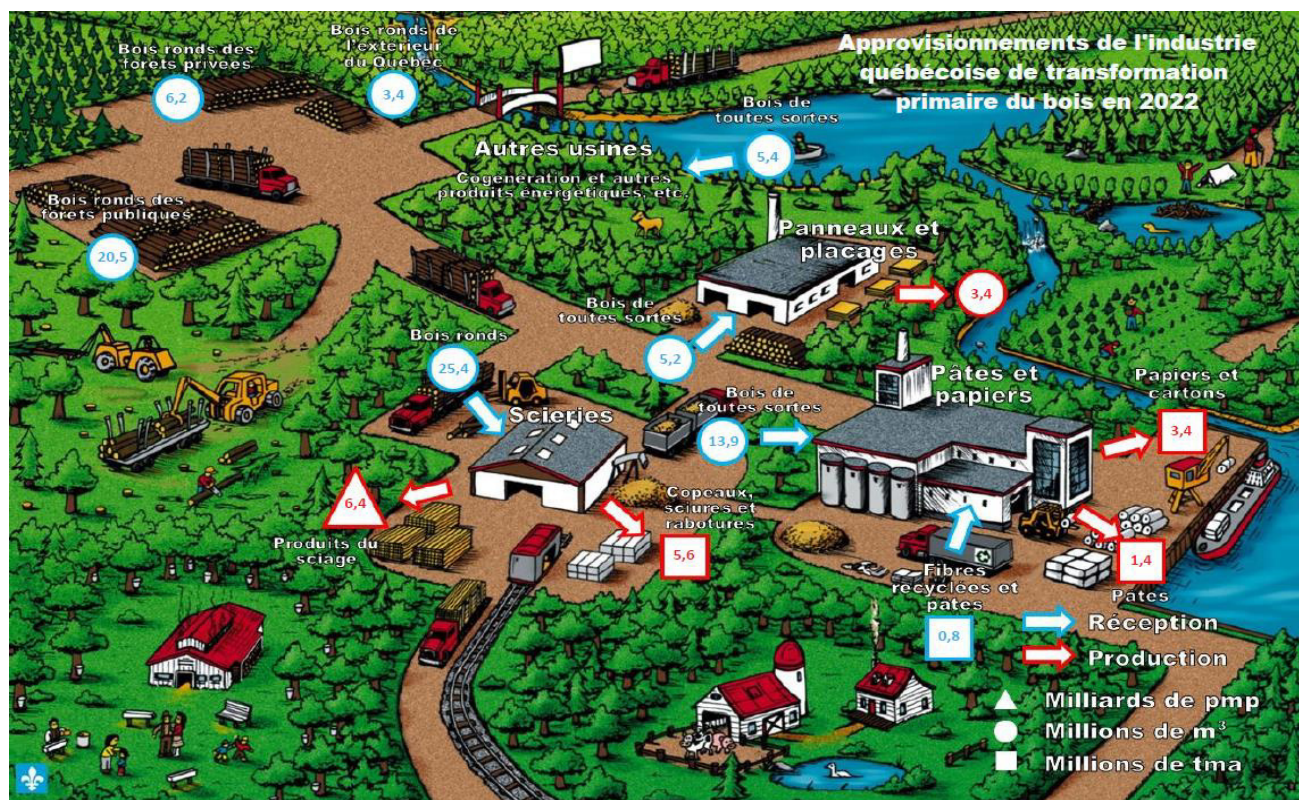 Approvisionnements de l'industrie
québécoise de transformation
primaire du bois en 2022
Bois ronds des
forêts privées
6,2
Bois ronds de
l'extérieur
du Québec
3,4
Bois de
toutes sortes
5,4
Autres usines
Cogénération et autres
produits énergétiques, etc.
Bois ronds des
forêts publiques
20,5
Panneaux et
placages
3,4
Bois de
toutes sortes
5,2
Bois ronds
25,4
Scieries
Bois de
toutes sortes
13,9
Pâtes et
papiers
Papiers et
cartons
3,4
6,4
Produits du
sciage
Copeaux,
sciures et
rabotures
5,6
1,4
Pâtes
Fibres
recyclées et
pâtes
0,8
Réception
Production
Milliards de pmp
Millions de m³
Millions de tma